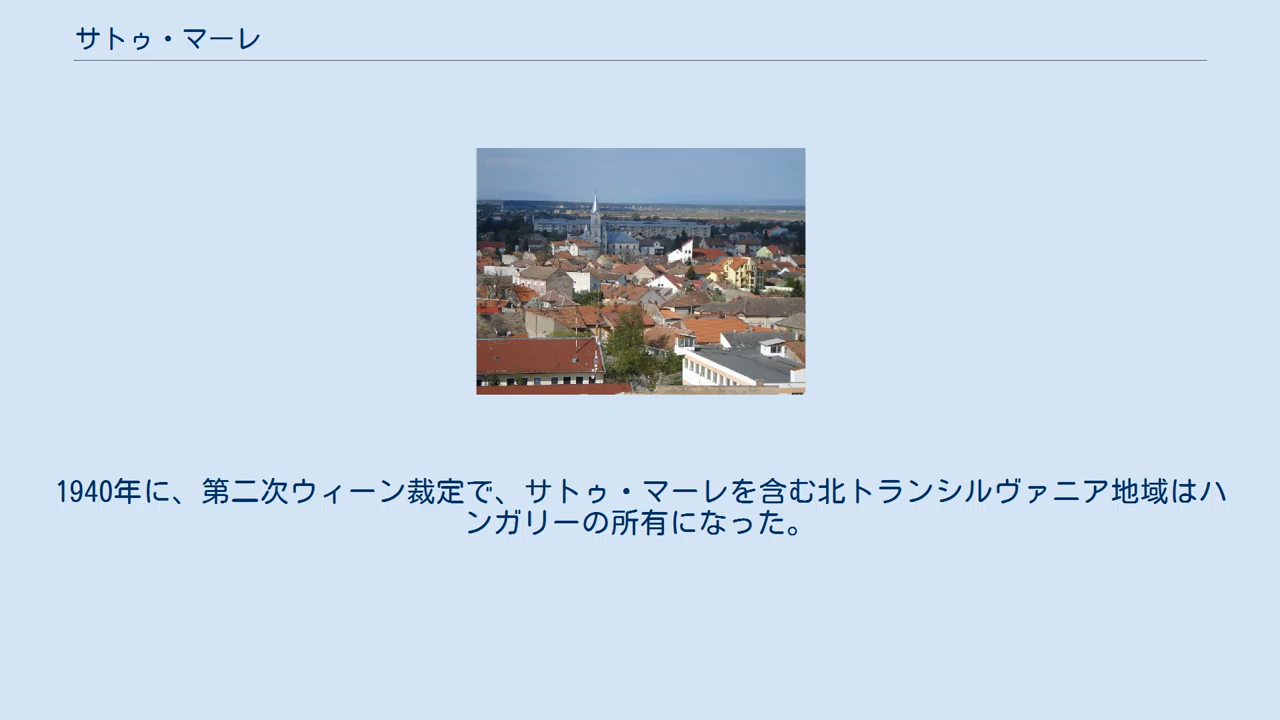 サトゥ・マーレ
1940年に、第二次ウィーン裁定で、サトゥ・マーレを含む北トランシルヴァニア地域はハ
ンガリーの所有になった。